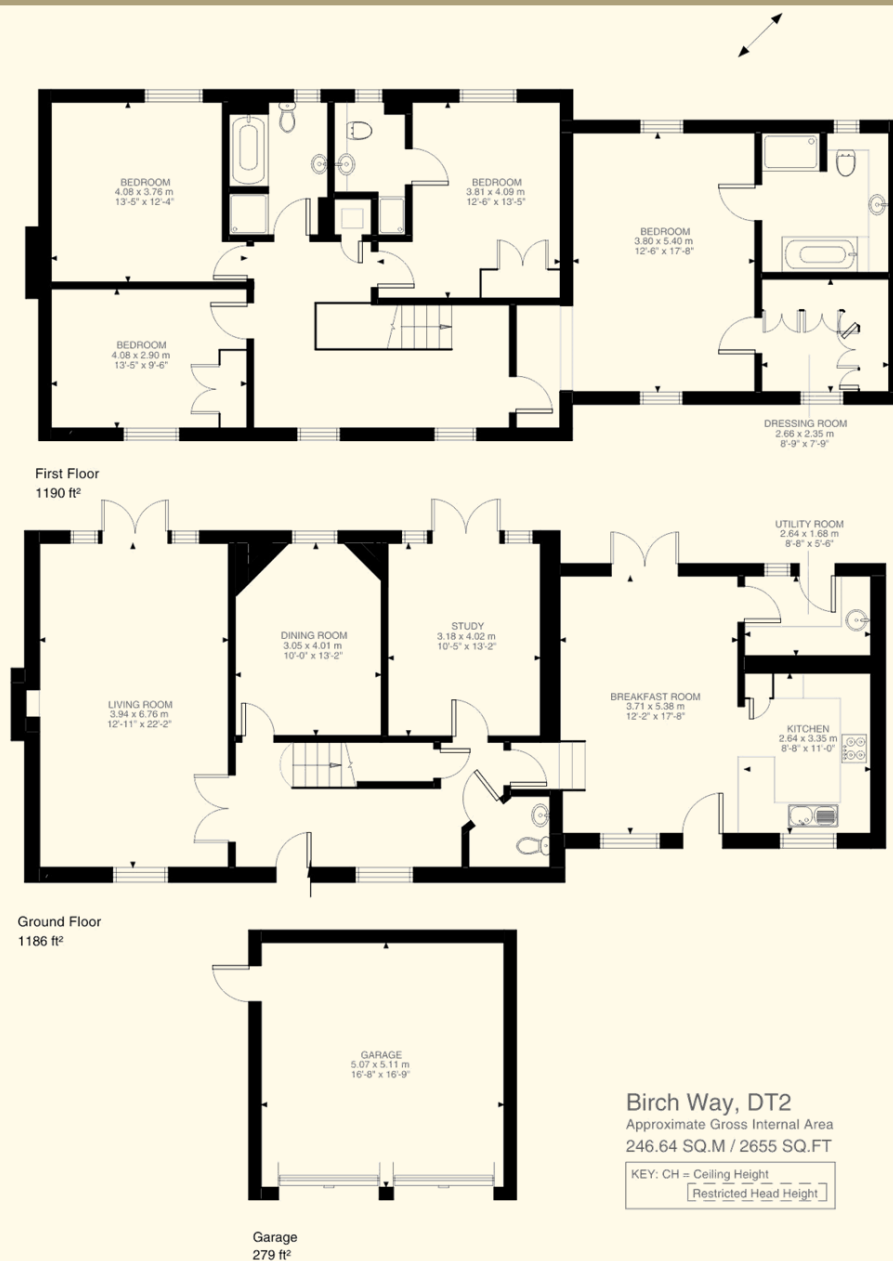 BEDROOM
4.08 x 3.76 m
13'-5" x 12'-4"
BEDROOM
3.81 x 4.09 m
12'-6" x 13'-5"
BEDROOM
3.80 x 5.40 m
12'-6" x 17'-8"
BEDROOM
4.08 x 2.90 m
13'-5" x 9'-6"
DRESSING ROOM
2.66 x 2.35 m
8'-9" x 7'-9"
First Floor
1190 ft²
UTILITY ROOM
2.64 x 1.68 m
8'-8" x 5'-6"
DINING ROOM
3.05 x 4.01 m
10'-0" x 13'-2"
STUDY
3.18 x 4.02 m
10'-5" x 13'-2"
LIVING ROOM
3.94 x 6.76 m
12'-11" x 22'-2"
BREAKFAST ROOM
3.71 x 5.38 m
12'-2" x 17'-8"
KITCHEN
2.64 x 3.35 m
8'-8" x 11'-0"
Ground Floor
1186 ft²
GARAGE
5.07 x 5.11 m
16'-8" x 16'-9"
Birch Way, DT2
Approximate Gross Internal Area
246.64 SQ.M / 2655 SQ.FT
KEY: CH = Ceiling Height
Restricted Head Height
Garage
279 ft²